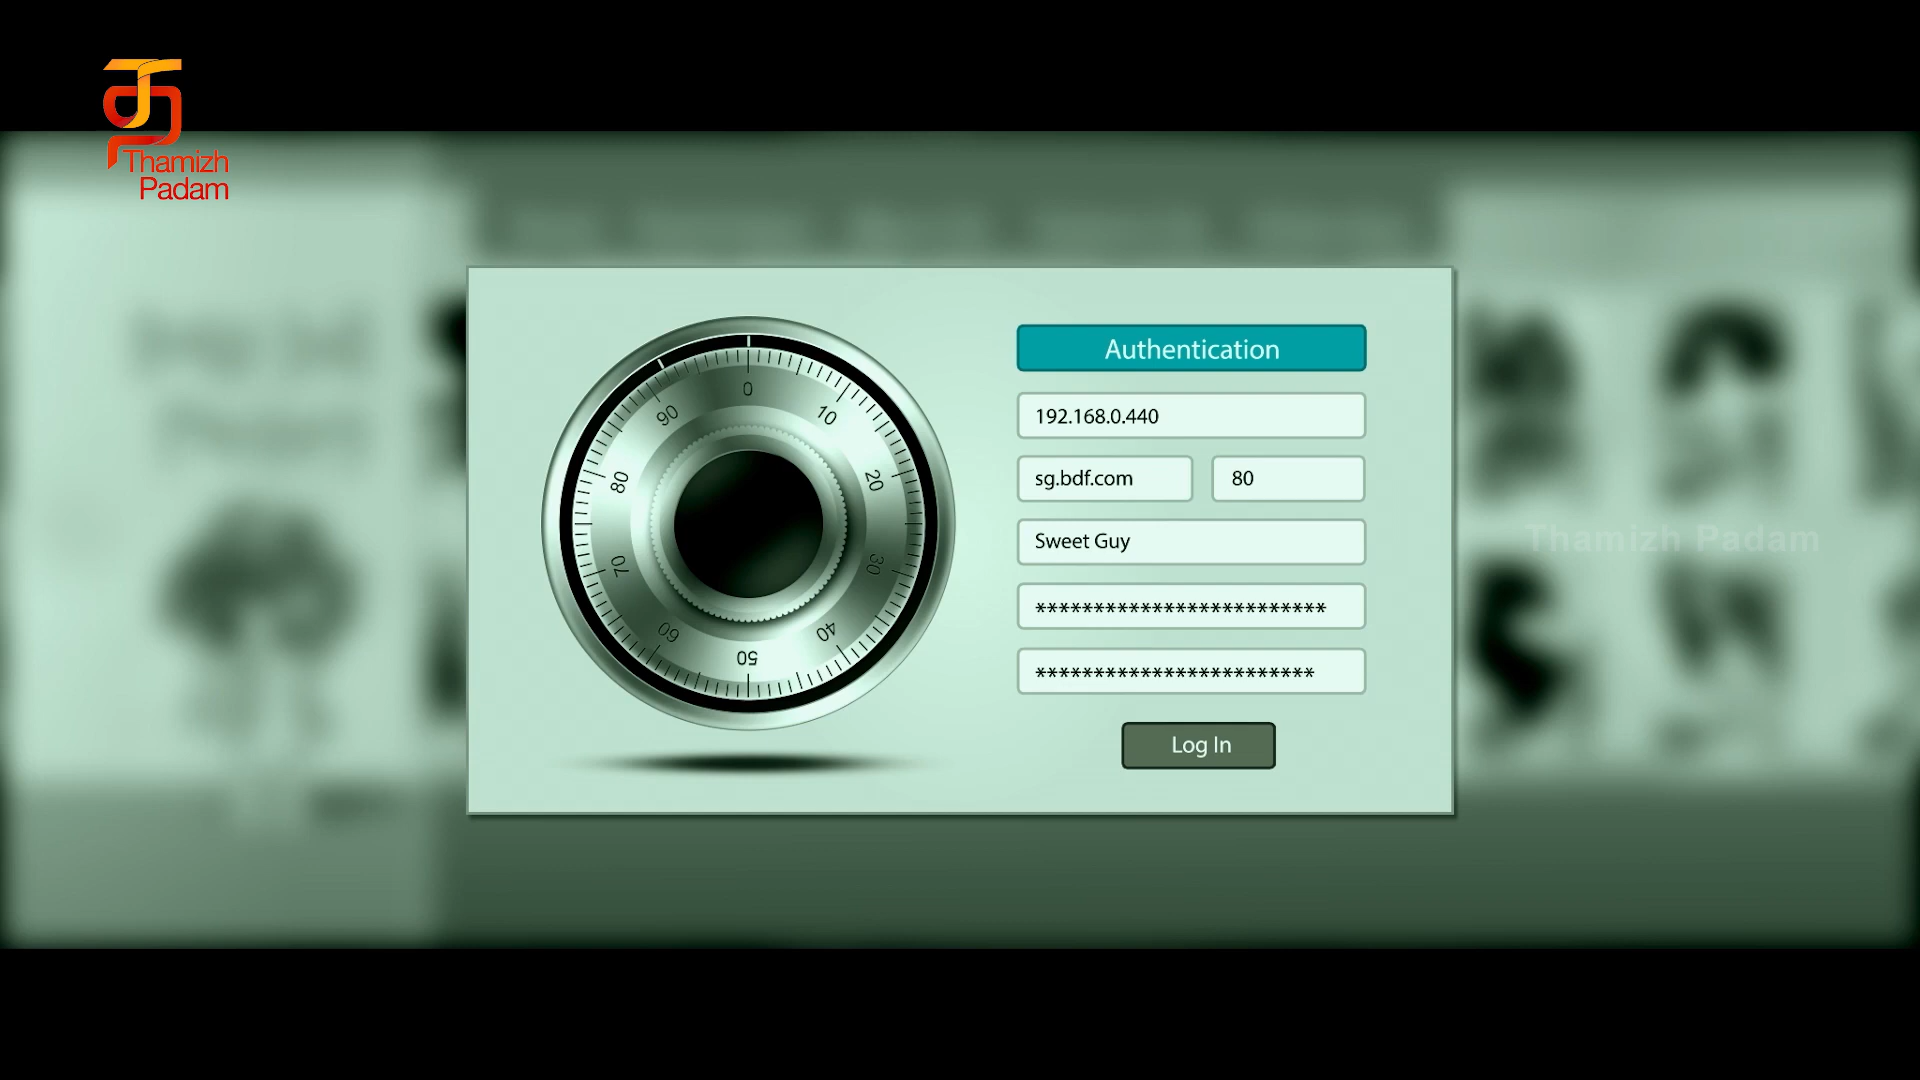 Thamizh
Padam
Authentication
192.168.0.440
sg.bdf.com 80
Sweet Guy
*************************
************************
Log In
0
10
20
30
40
50
60
70
80
90
Thamizh Padam